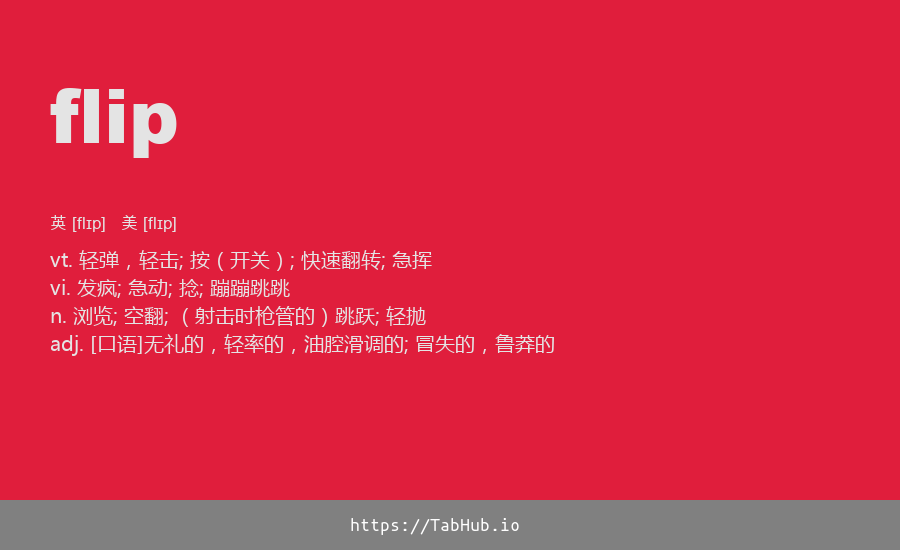 flip
英 [flɪp] 美 [flɪp]
vt. 轻弹，轻击; 按（开关）; 快速翻转; 急挥
vi. 发疯; 急动; 捻; 蹦蹦跳跳
n. 浏览; 空翻; （射击时枪管的）跳跃; 轻抛
adj. [口语]无礼的，轻率的，油腔滑调的; 冒失的，鲁莽的
https://TabHub.io